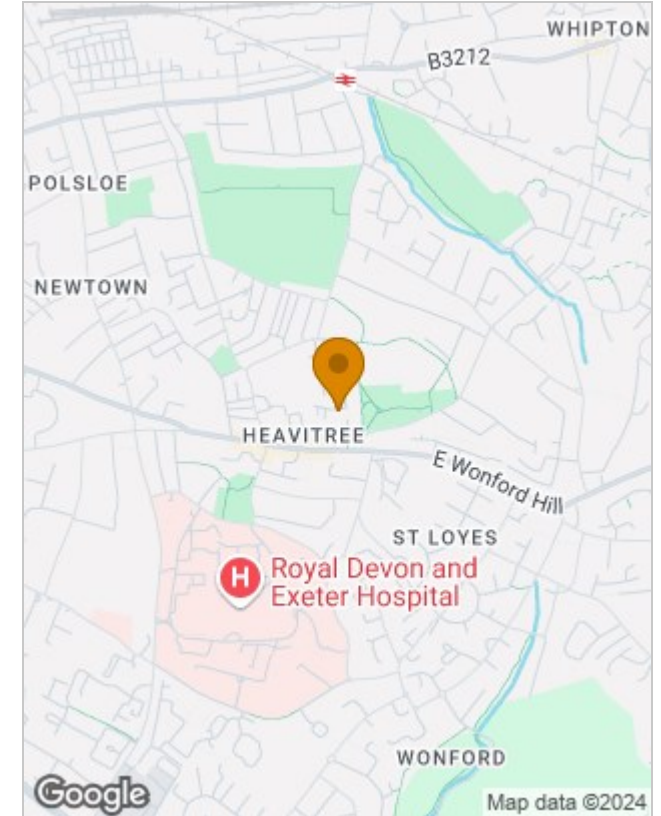 WHIPTON
B3212
POLSLOE
NEWTOWN
HEAVITREE
E Wonford Hill
ST LOYES
H
Royal Devon and
Exeter Hospital
WONFORD
Google
Map data ©2024